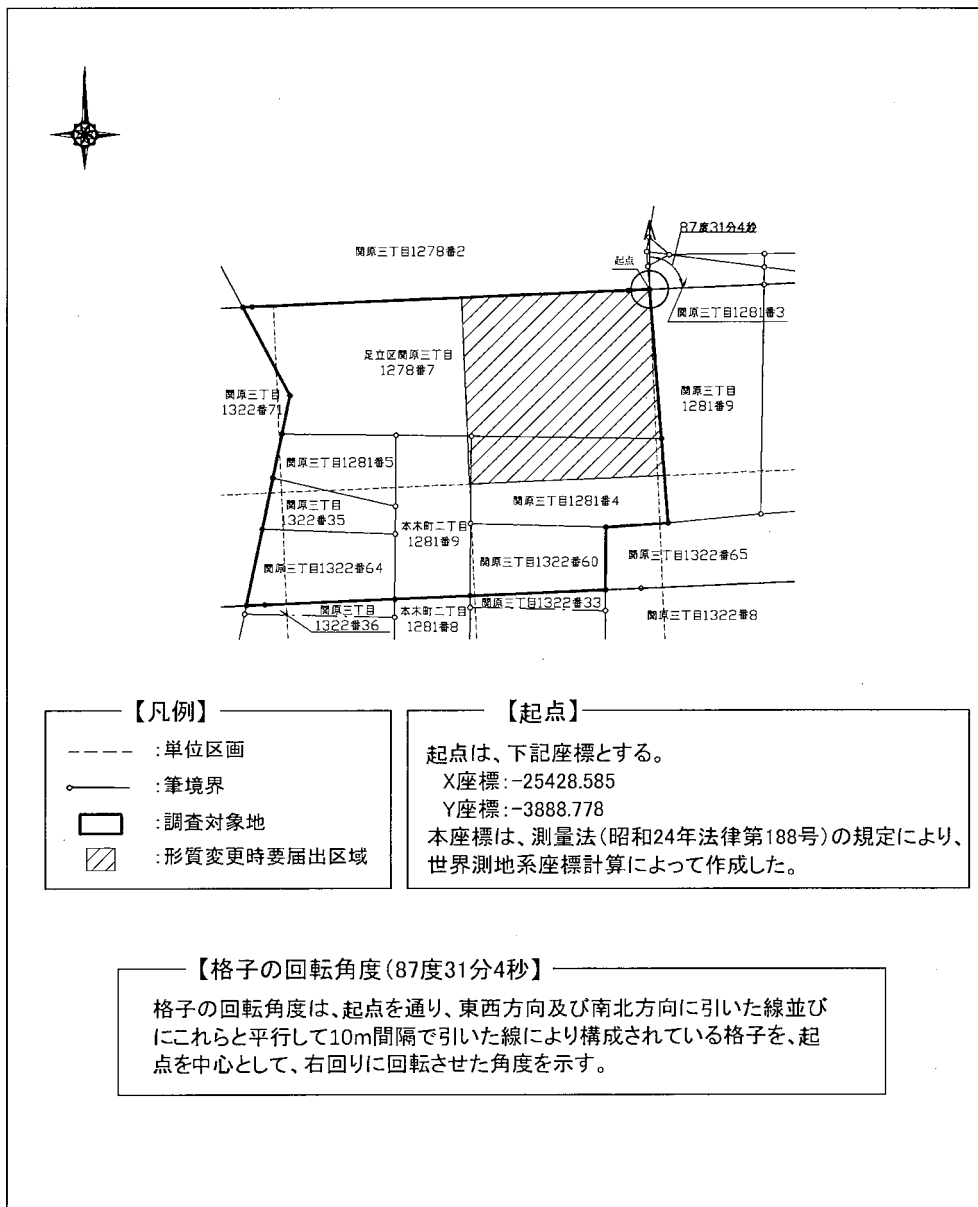 87度31分4秒
関原三丁目1278番2
起点
関原三丁目1281番3
足立区関原三丁目
1278番7
関原三丁目
1281番9
関原三丁目
1322番71
関原三丁目1281番5
関原三丁目1281番4
関原三丁目
1322番35
本木町二丁目
1281番9
関原三丁目1322番60
関原三丁目1322番65
関原三丁目1322番64
関原三丁目
1322番36
本木町二丁目
1281番8
関原三丁目1322番33
関原三丁目1322番8
【凡例】
:単位区画
:筆境界
:調査対象地
:形質変更時要届出区域
【起点】
起点は、下記座標とする。
X座標:-25428.585
Y座標:-3888.778
本座標は、測量法(昭和24年法律第188号)の規定により、
世界測地系座標計算によって作成した。
【格子の回転角度(87度31分4秒】
格子の回転角度は、起点を通り、東西方向及び南北方向に引いた線並び
にこれらと平行して10m間隔で引いた線により構成されている格子を、起
点を中心として、右回りに回転させた角度を示す。